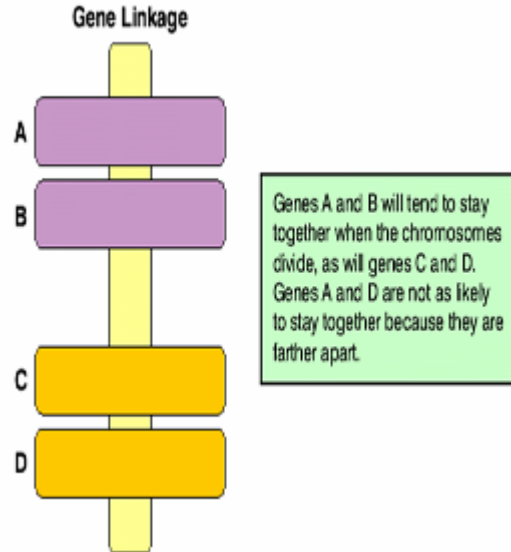 Gene Linkage
A
B
Genes A and B will tend to stay
together when the chromosomes
divide, as will genes C and D.
Genes A and D are not as likely
to stay together because they are
farther apart.
C
D